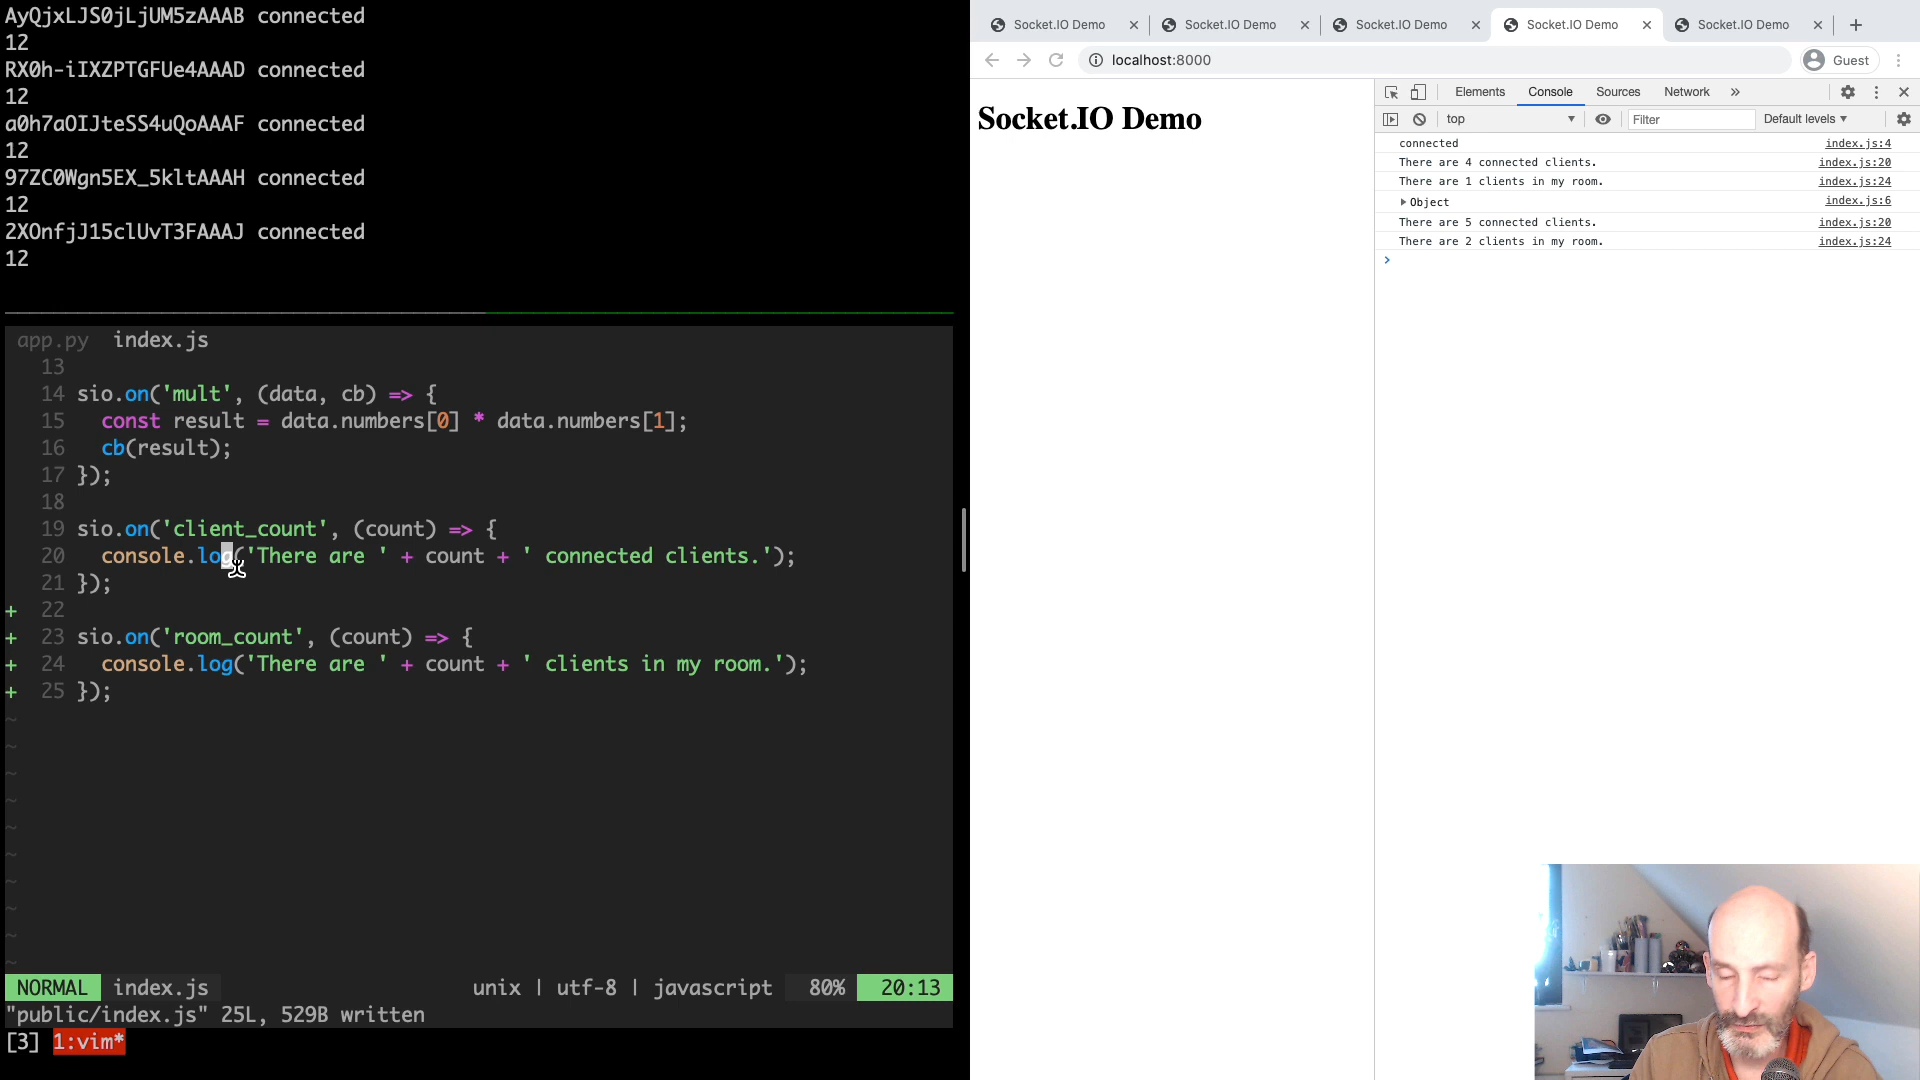 AyQjxLJS0jLjUM5zAAAB connected
12
RX0h-iIXZPTGFUe4AAAD connected
12
a0h7aOIJteSS4uQoAAAF connected
12
97ZC0Wgn5EX_5kltAAAH connected
12
2XOnfjJ15clUvT3FAAAJ connected
12
app.py index.js
13
14 sio.on('mult', (data, cb) => {
15 const result = data.numbers[0] * data.numbers[1];
16 cb(result);
17 });
18
19 sio.on('client_count', (count) => {
20 console.log('There are ' + count + ' connected clients.');
21 });
+ 22
+ 23 sio.on('room_count', (count) => {
+ 24 console.log('There are ' + count + ' clients in my room.');
+ 25 });
~
~
~
~
~
~
~
~
~
~
NORMAL index.js unix | utf-8 | javascript 80% 20:13
"public/index.js" 25L, 529B written
[3] 1:vim*
Socket.IO Demo Socket.IO Demo Socket.IO Demo Socket.IO Demo Socket.IO Demo
localhost:8000 Guest
Socket.IO Demo
Elements Console Sources Network »
top Filter Default levels
connected index.js:4
There are 4 connected clients. index.js:20
There are 1 clients in my room. index.js:24
Object index.js:6
There are 5 connected clients. index.js:20
There are 2 clients in my room. index.js:24
>